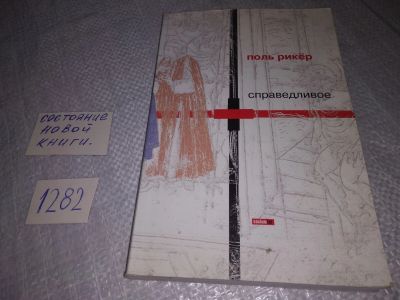 поль рикёр
справедливое
состояние
новой
книги.
1282